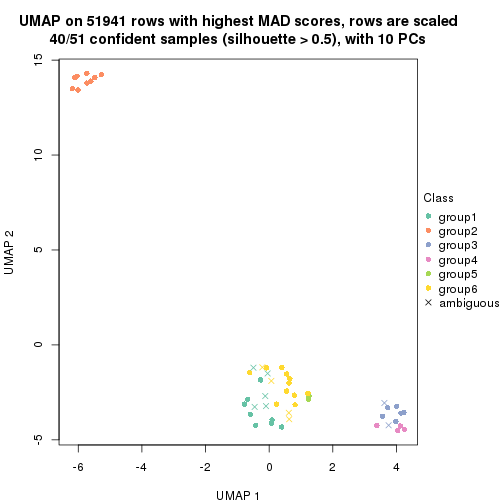 UMAP on 51941 rows with highest MAD scores, rows are scaled
40/51 confident samples (silhouette > 0.5), with 10 PCs
15
10
5
0
-5
UMAP 2
-6
-4
-2
0
2
4
UMAP 1
Class
group1
group2
group3
group4
group5
group6
ambiguous